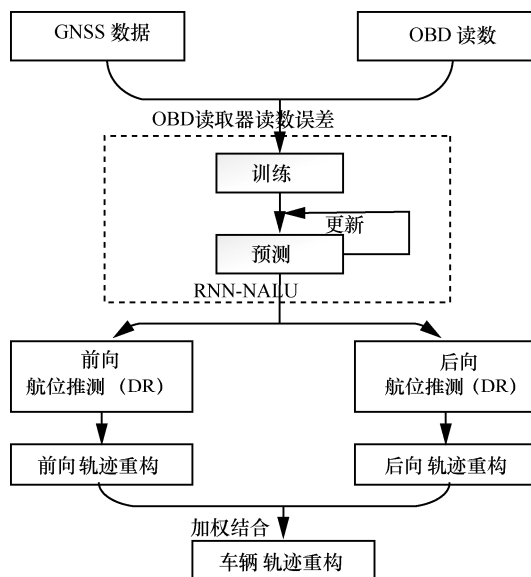 GNSS 数据
OBD 读数
OBD读取器读数误差
训练
更新
预测
RNN-NALU
前向
航位推测（DR）
后向
航位推测（DR）
前向轨迹重构
后向轨迹重构
加权结合
车辆轨迹重构